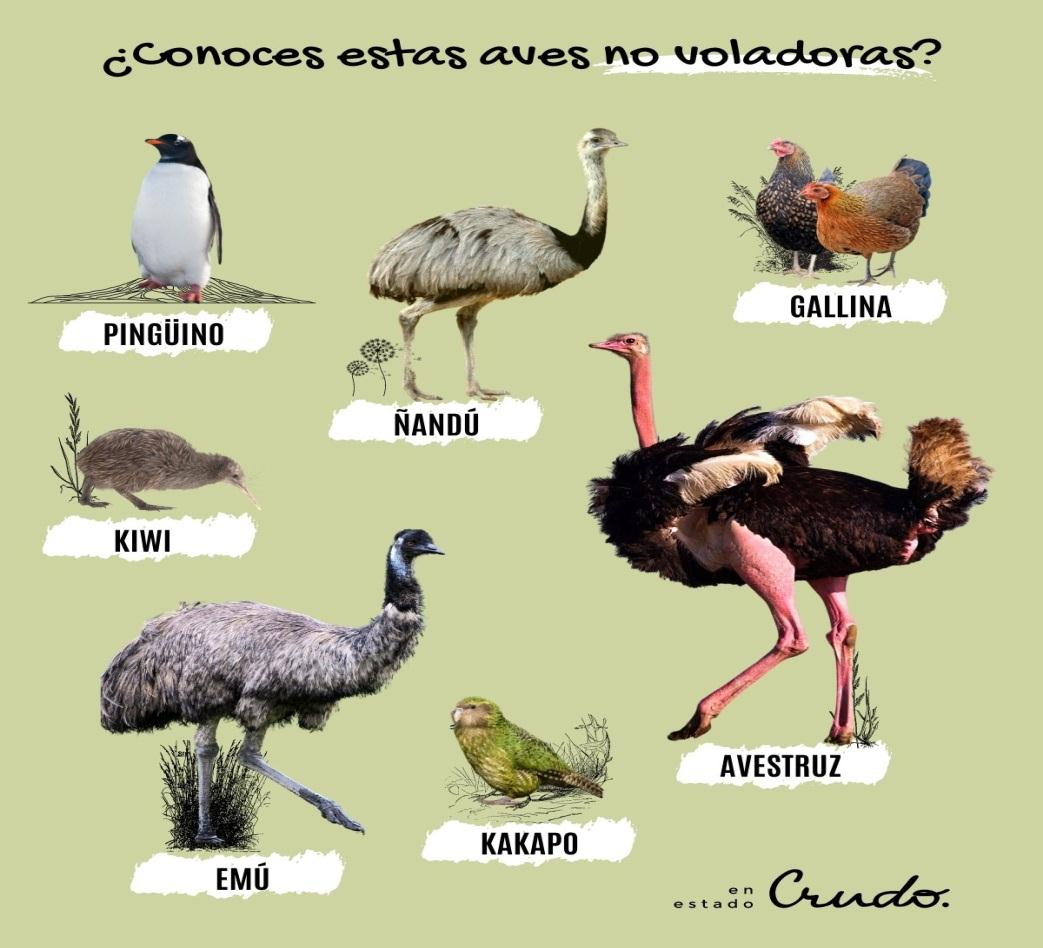 ¿Conoces estas aves no voladoras?
PINGÜINO
ÑANDÚ
GALLINA
KIWI
EMÚ
KAKAPO
AVESTRUZ
en
estado Crudo.